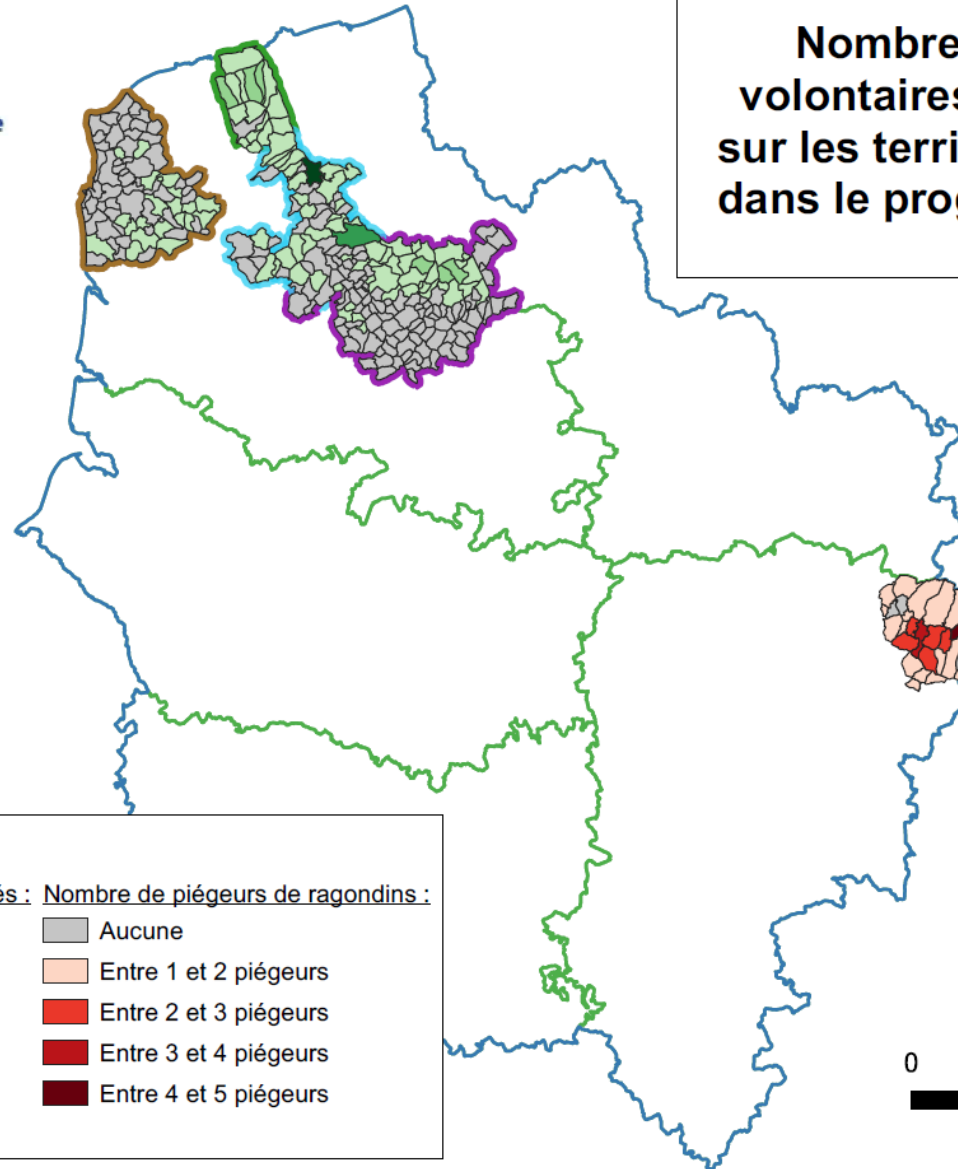 Nombre
volontaires
sur les terri
dans le prog
e
és : Nombre de piégeurs de ragondins :
Aucune
Entre 1 et 2 piégeurs
Entre 2 et 3 piégeurs
Entre 3 et 4 piégeurs
Entre 4 et 5 piégeurs
0